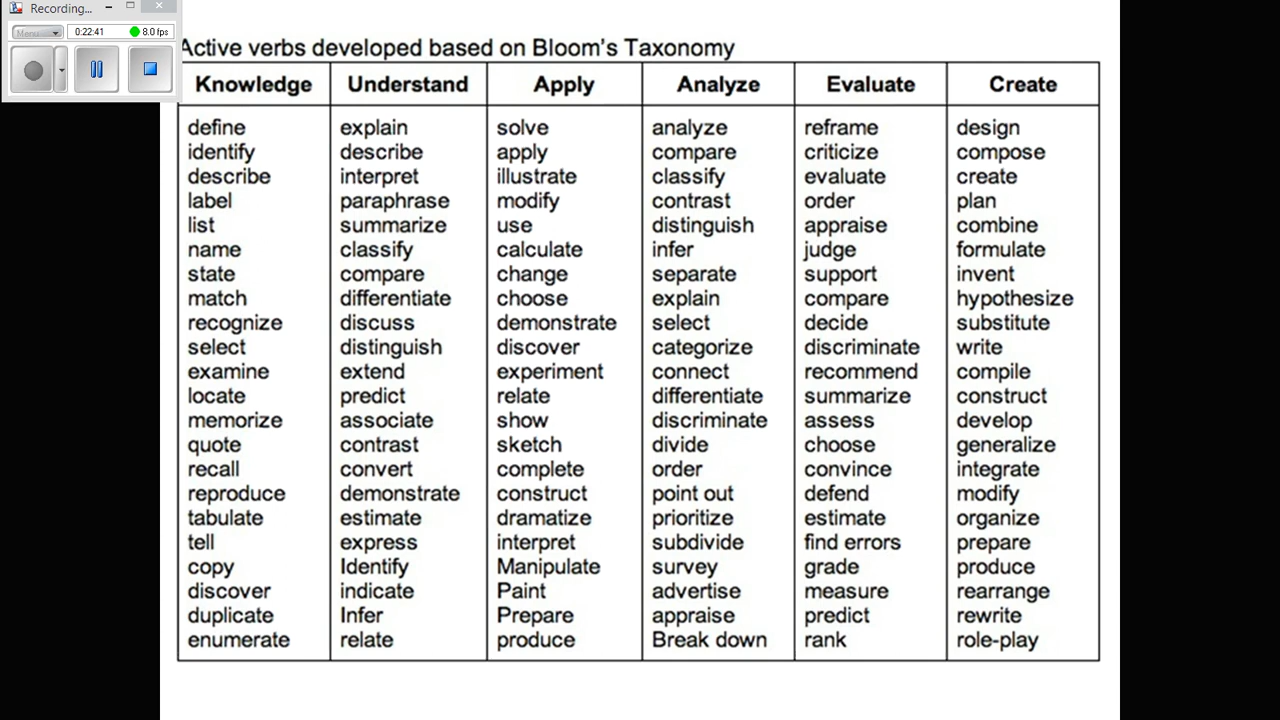 Recording...
Menu
0:22:41
8.0 fps
Active verbs developed based on Bloom's Taxonomy
Knowledge Understand Apply Analyze Evaluate Create
define explain solve analyze reframe design
identify describe apply compare criticize compose
describe interpret illustrate classify evaluate create
label paraphrase modify contrast order plan
list summarize use distinguish appraise combine
name classify calculate infer judge formulate
state compare change separate support invent
match differentiate choose explain compare hypothesize
recognize discuss demonstrate select decide substitute
select distinguish discover categorize discriminate write
examine extend experiment connect recommend compile
locate predict relate differentiate summarize construct
memorize associate show discriminate assess develop
quote contrast sketch divide choose generalize
recall convert complete order convince integrate
reproduce demonstrate construct point out defend modify
tabulate estimate dramatize prioritize estimate organize
tell express interpret subdivide find errors prepare
copy Identify Manipulate survey grade produce
discover indicate Paint advertise measure rearrange
duplicate Infer Prepare appraise predict rewrite
enumerate relate produce Break down rank role-play